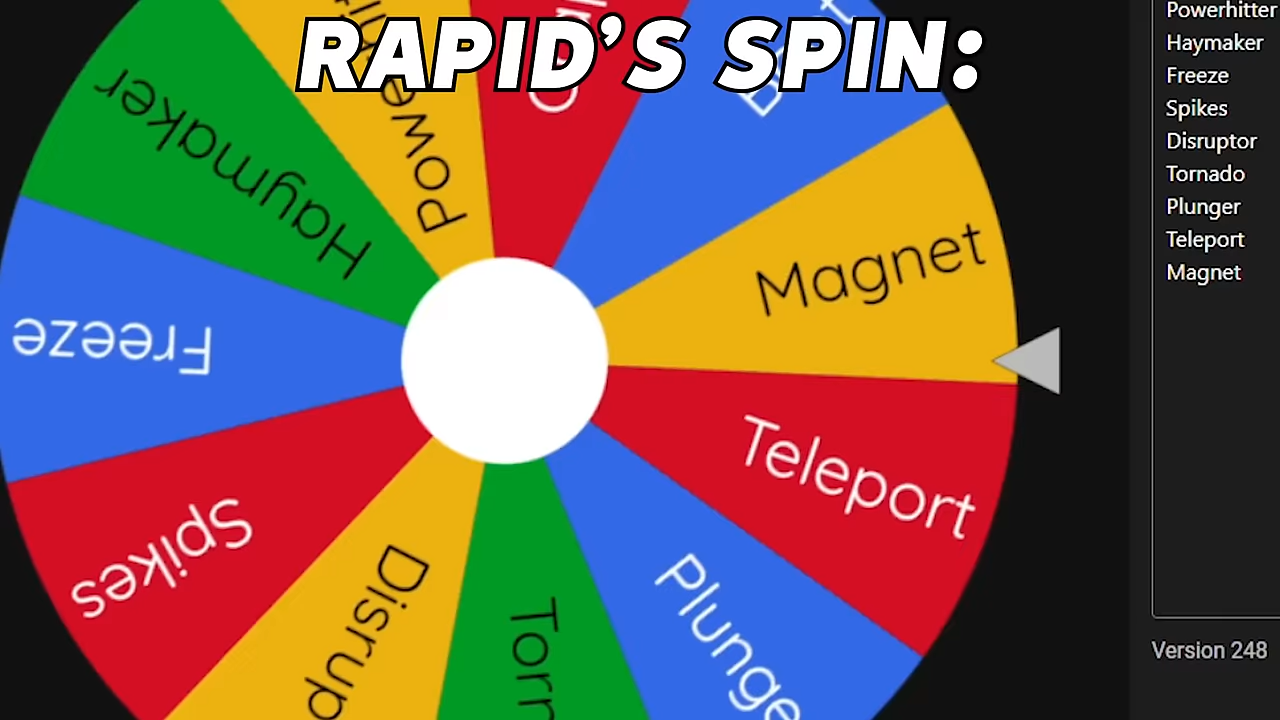 RAPID'S SPIN:
Powerhitter
Haymaker
Freeze
Spikes
Disruptor
Tornado
Plunger
Teleport
Magnet
Version 248
Haymaker
Magnet
Freeze
Teleport
Spikes
Disrup
Torn
Plunge